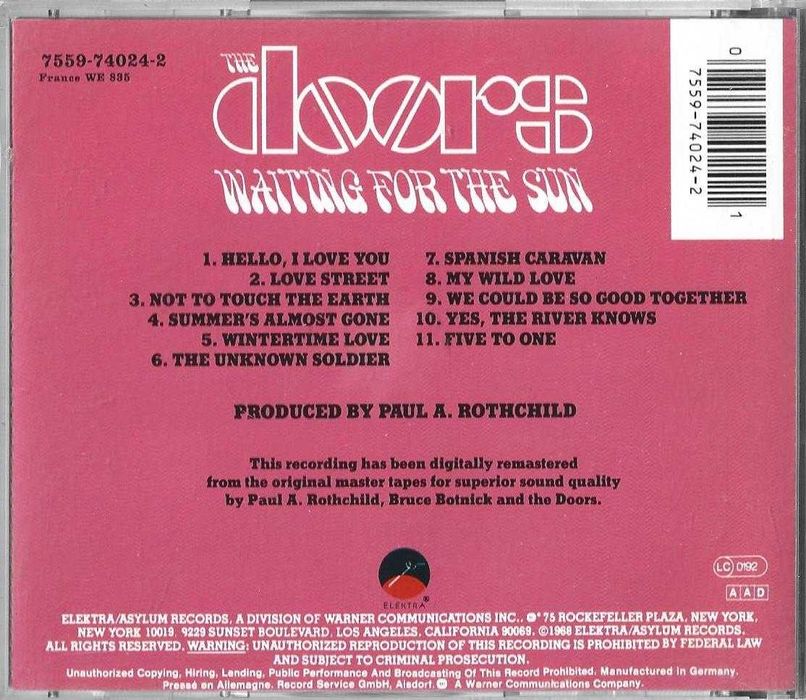 7559-74024-2
France WE 835
THE
doors
WAITING FOR THE SUN
0
7559-74024-2
1
1. HELLO, I LOVE YOU
2. LOVE STREET
3. NOT TO TOUCH THE EARTH
4. SUMMER'S ALMOST GONE
5. WINTERTIME LOVE
6. THE UNKNOWN SOLDIER
7. SPANISH CARAVAN
8. MY WILD LOVE
9. WE COULD BE SO GOOD TOGETHER
10. YES, THE RIVER KNOWS
11. FIVE TO ONE
PRODUCED BY PAUL A. ROTHCHILD
This recording has been digitally remastered
from the original master tapes for superior sound quality
by Paul A. Rothchild, Bruce Botnick and the Doors.
ELEKTRA®
LC 0192
AAD
ELEKTRA/ASYLUM RECORDS, A DIVISION OF WARNER COMMUNICATIONS INC., 75 ROCKEFELLER PLAZA, NEW YORK,
NEW YORK 10019. 9229 SUNSET BOULEVARD, LOS ANGELES, CALIFORNIA 90069. ©1968 ELEKTRA/ASYLUM RECORDS.
ALL RIGHTS RESERVED. WARNING: UNAUTHORIZED REPRODUCTION OF THIS RECORDING IS PROHIBITED BY FEDERAL LAW
AND SUBJECT TO CRIMINAL PROSECUTION.
Unauthorized Copying, Hiring, Lending, Public Performance And Broadcasting Of This Record Prohibited. Manufactured in Germany.
Pressé en Allemagne. Record Service GmbH, Alsdorf. A Warner Communications Company.